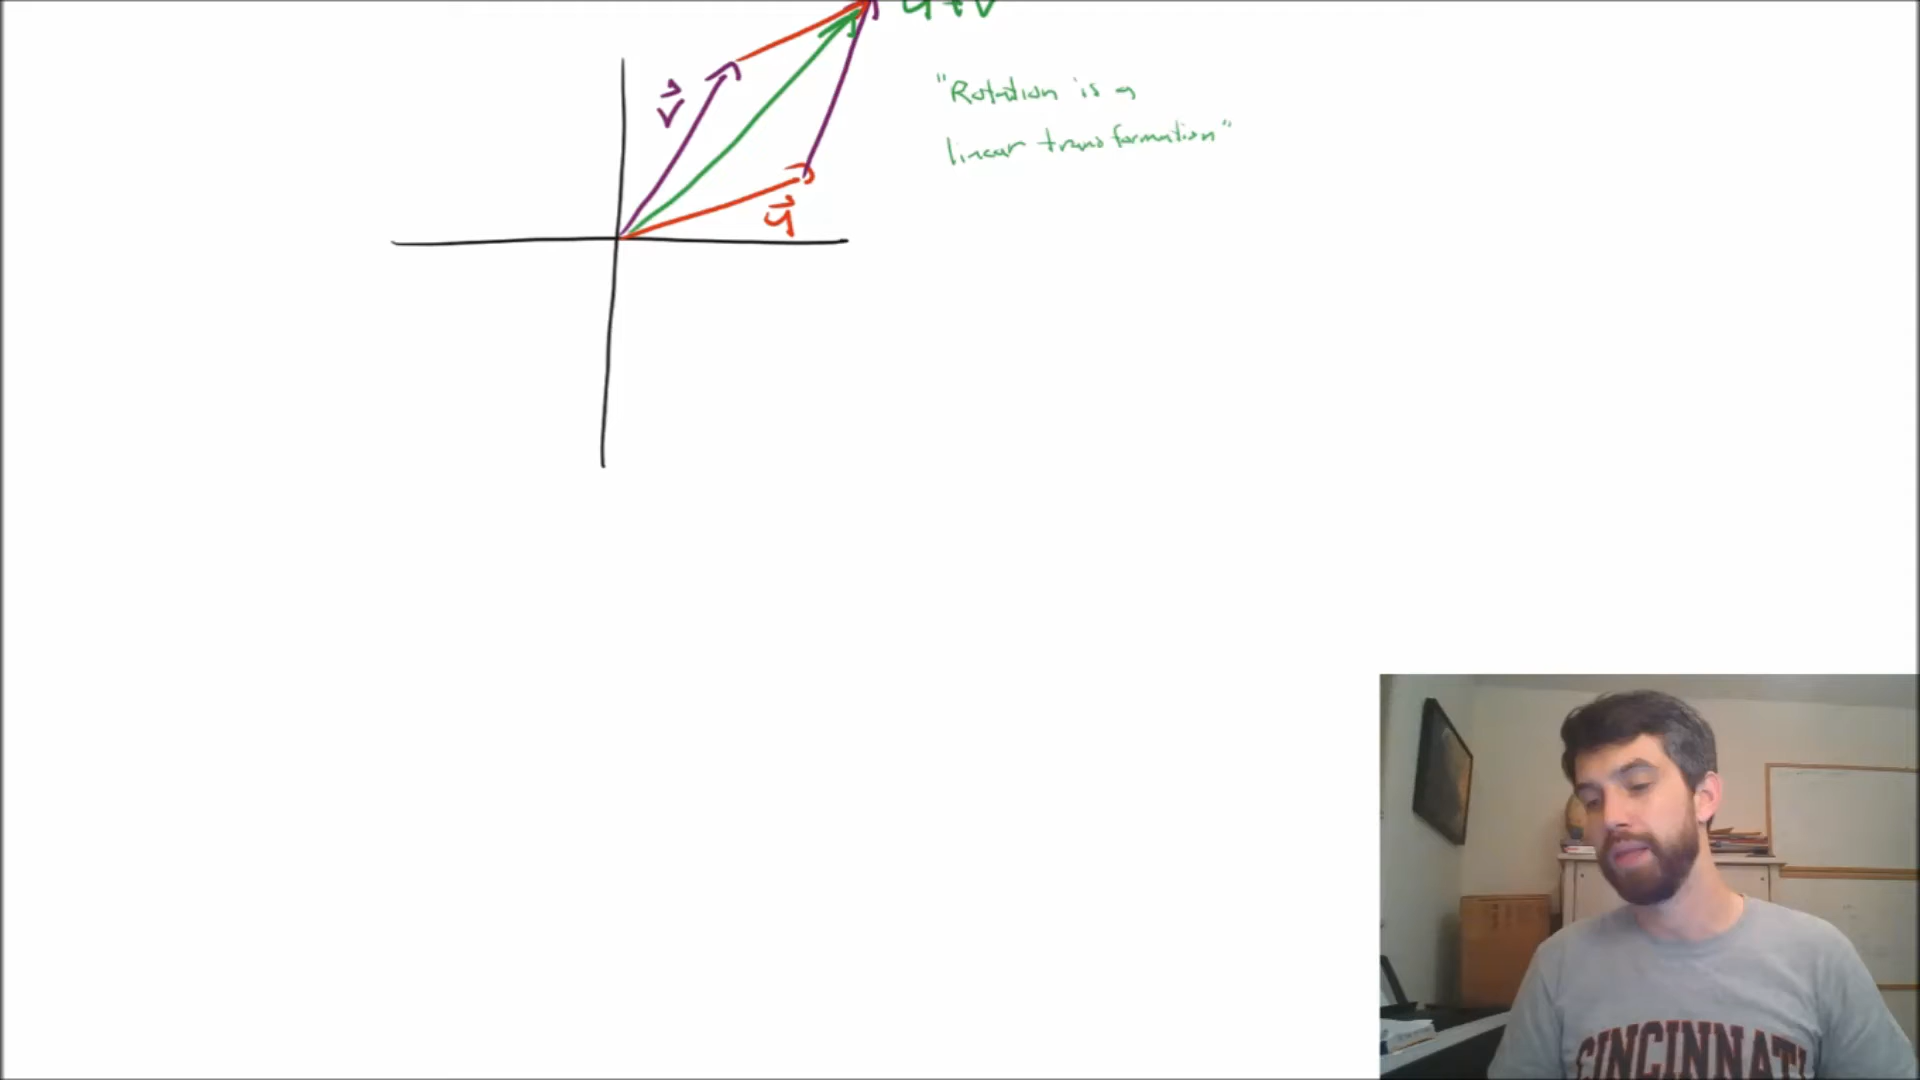 u+v
v⃗
"Rotation is a
linear transformation"
u⃗
CINCINNATI